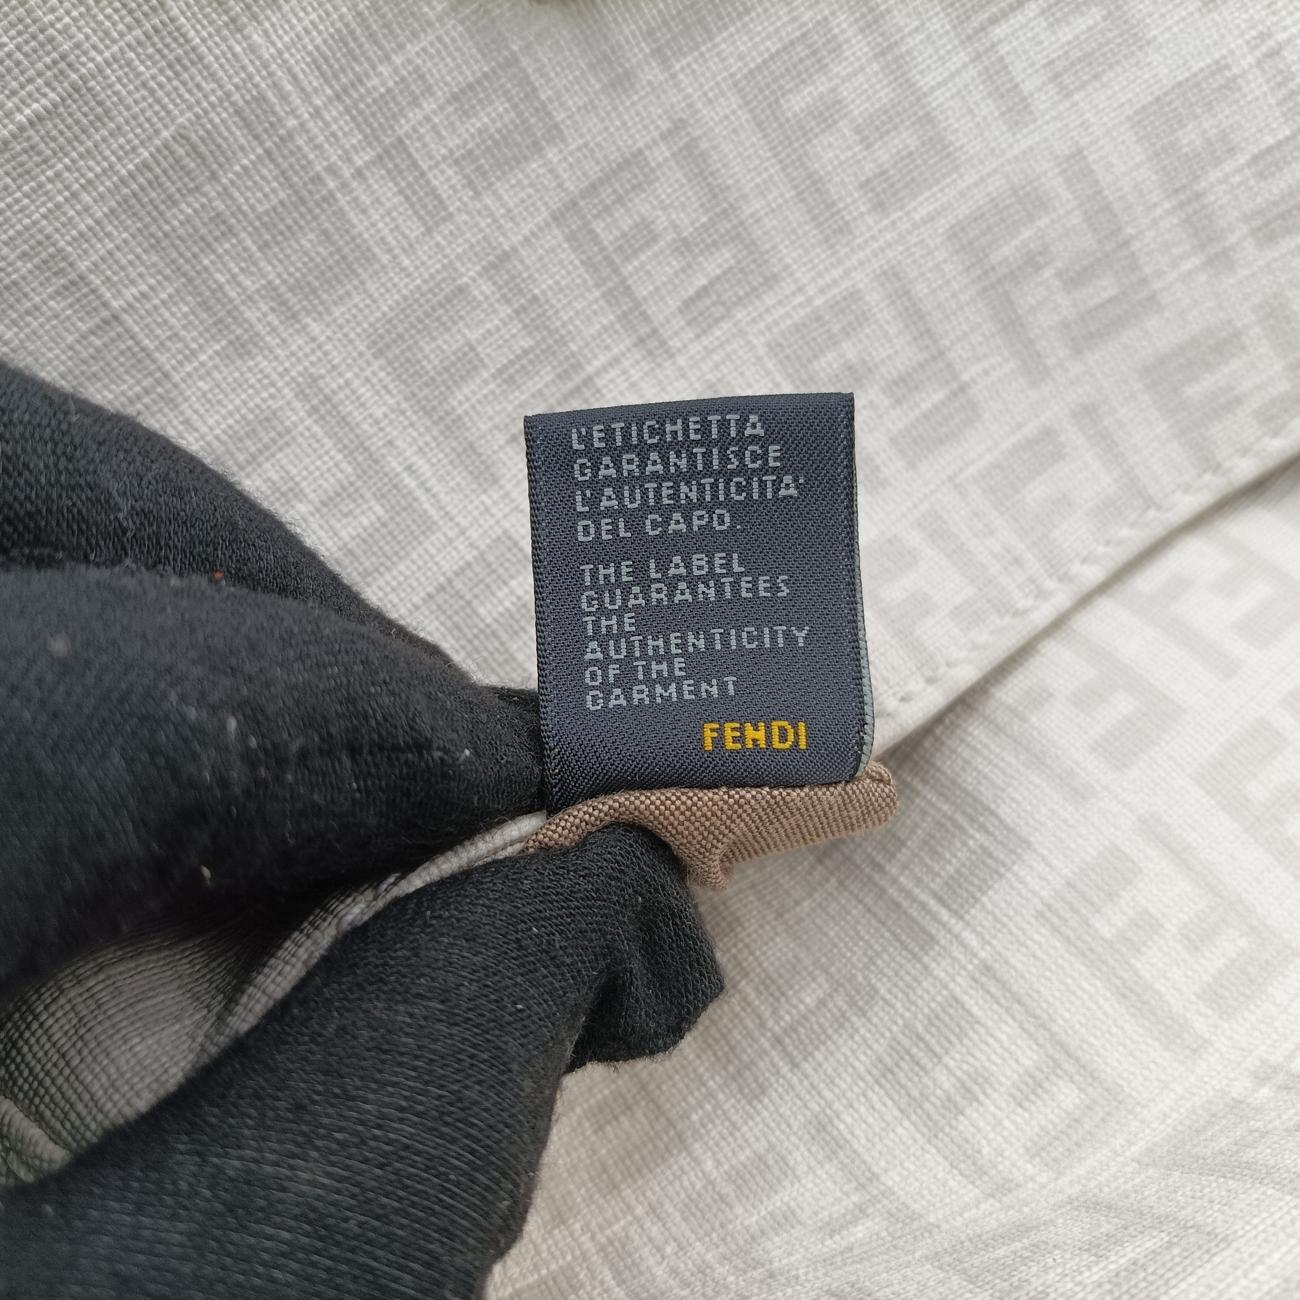 L'ETICHETTA
GARANTISCE
L'AUTENTICITA'
DEL CAPO.
THE LABEL
GUARANTEES
THE
AUTHENTICITY
OF THE
GARMENT
FENDI